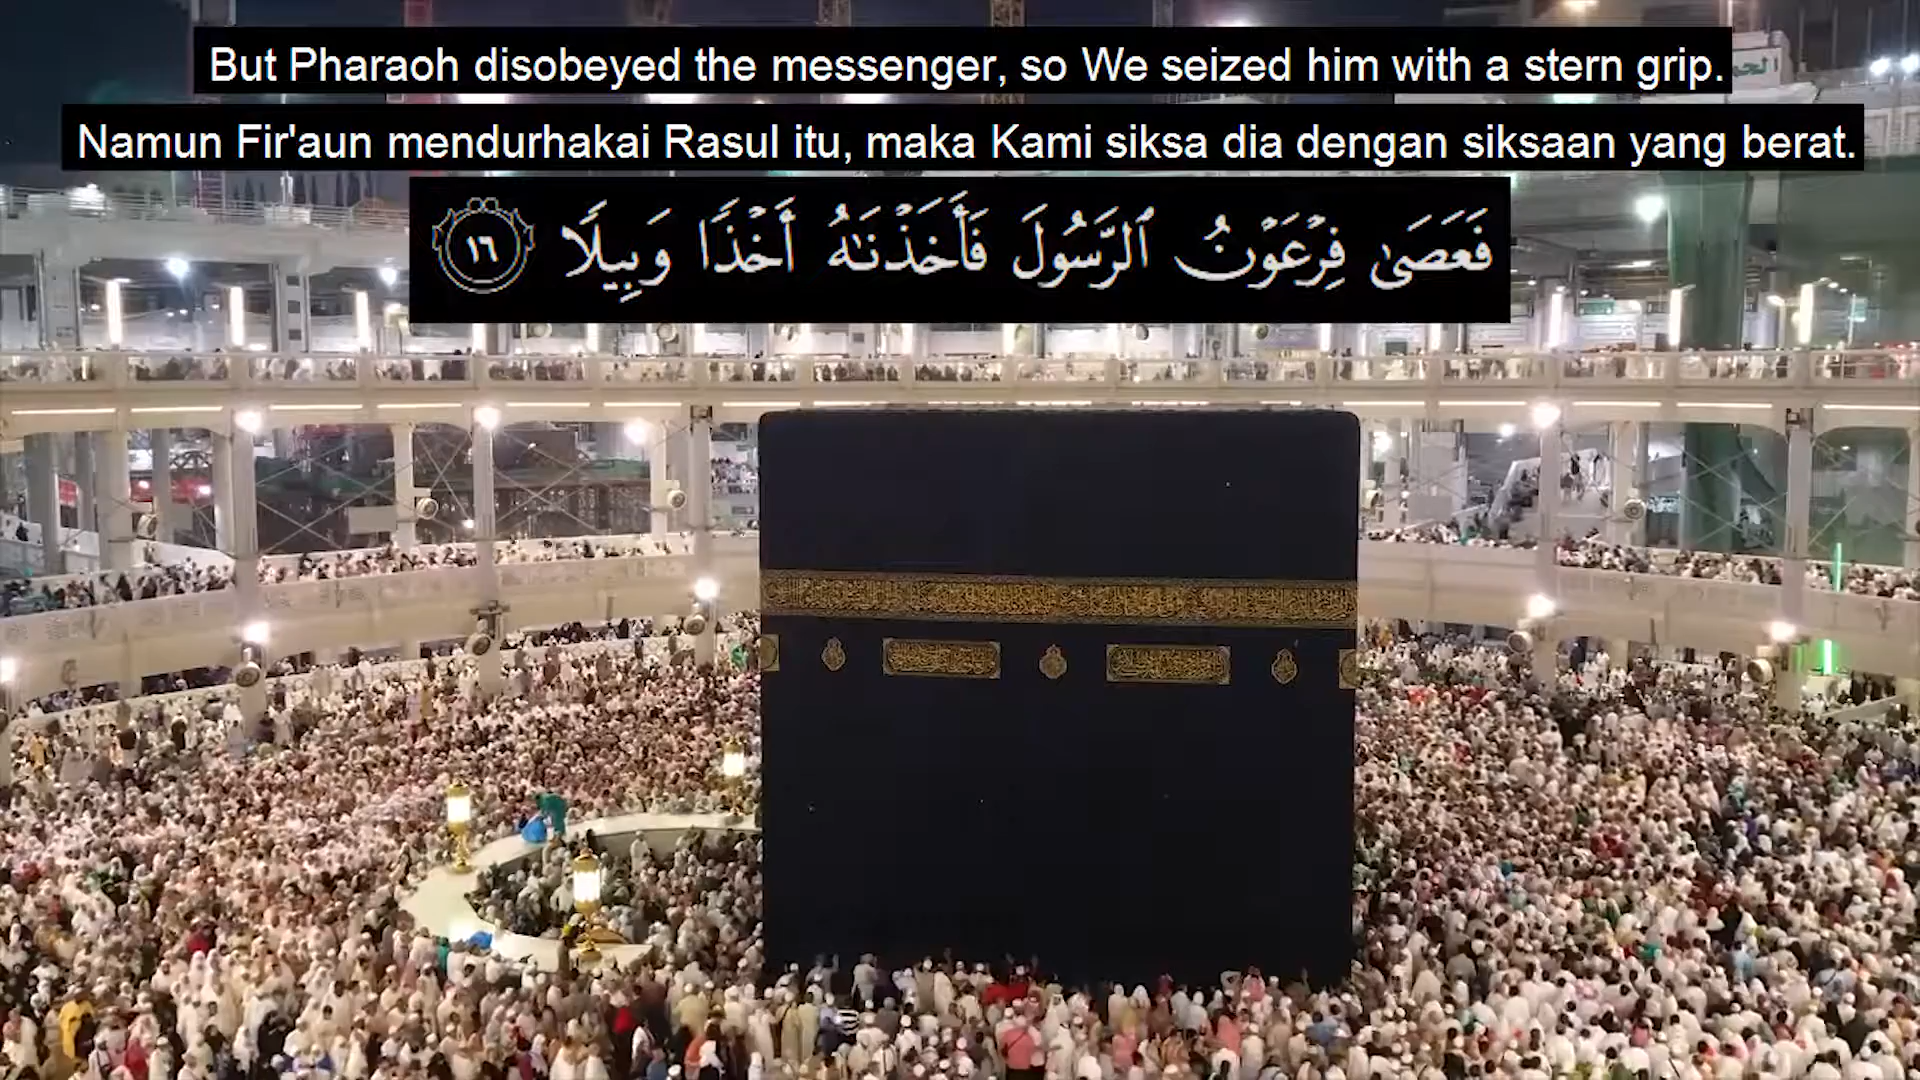 But Pharaoh disobeyed the messenger, so We seized him with a stern grip.
Namun Fir'aun mendurhakai Rasul itu, maka Kami siksa dia dengan siksaan yang berat.
فَعَصَىٰ فِرۡعَوۡنُ ٱلرَّسُولَ فَأَخَذۡنَـٰهُ أَخۡذࣰا وَبِیلࣰا ١٦